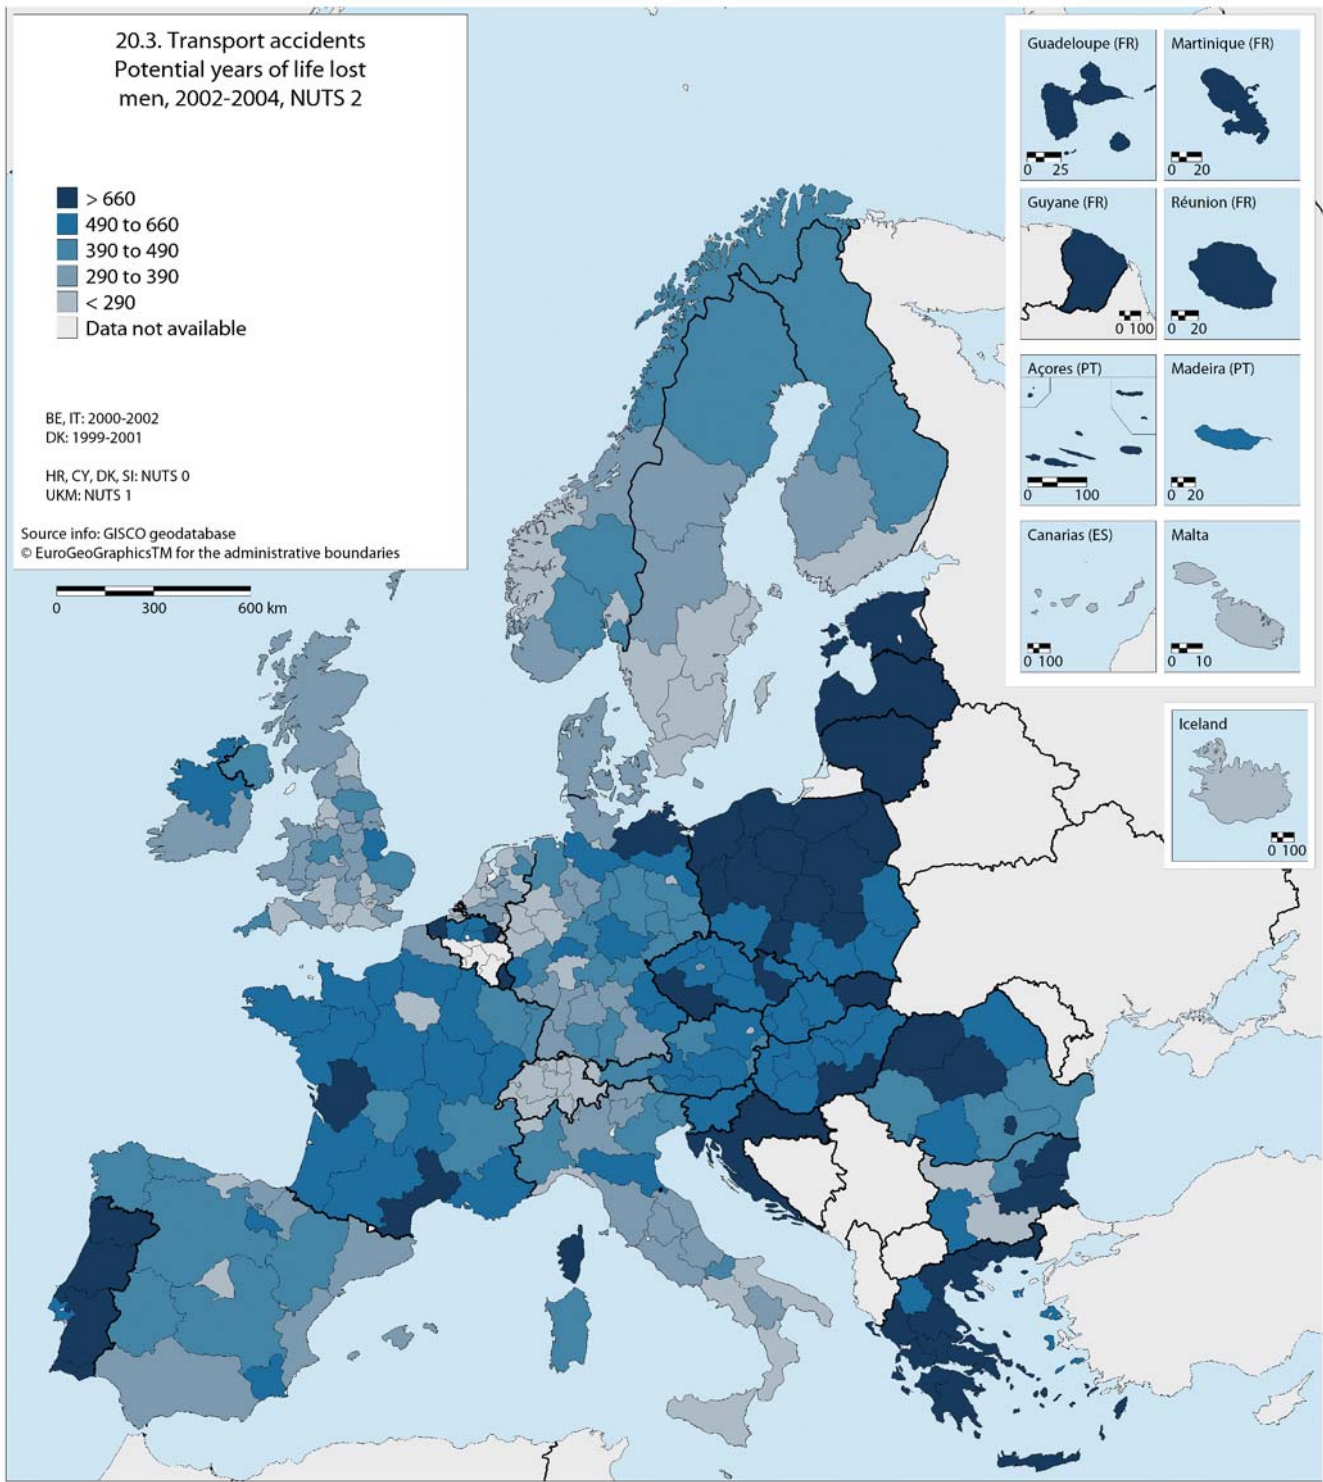 20.3. Transport accidents
Potential years of life lost
men, 2002-2004, NUTS 2
> 660
490 to 660
390 to 490
290 to 390
< 290
Data not available
BE, IT: 2000-2002
DK: 1999-2001
HR, CY, DK, SI: NUTS 0
UKM: NUTS 1
Source info: GISCO geodatabase
© EuroGeoGraphicsTM for the administrative boundaries
0 300 600 km
Guadeloupe (FR)
0 25
Martinique (FR)
0 20
Guyane (FR)
0 100
Réunion (FR)
0 20
Açores (PT)
0 100
Madeira (PT)
0 20
Canarias (ES)
0 100
Malta
0 10
Iceland
0 100